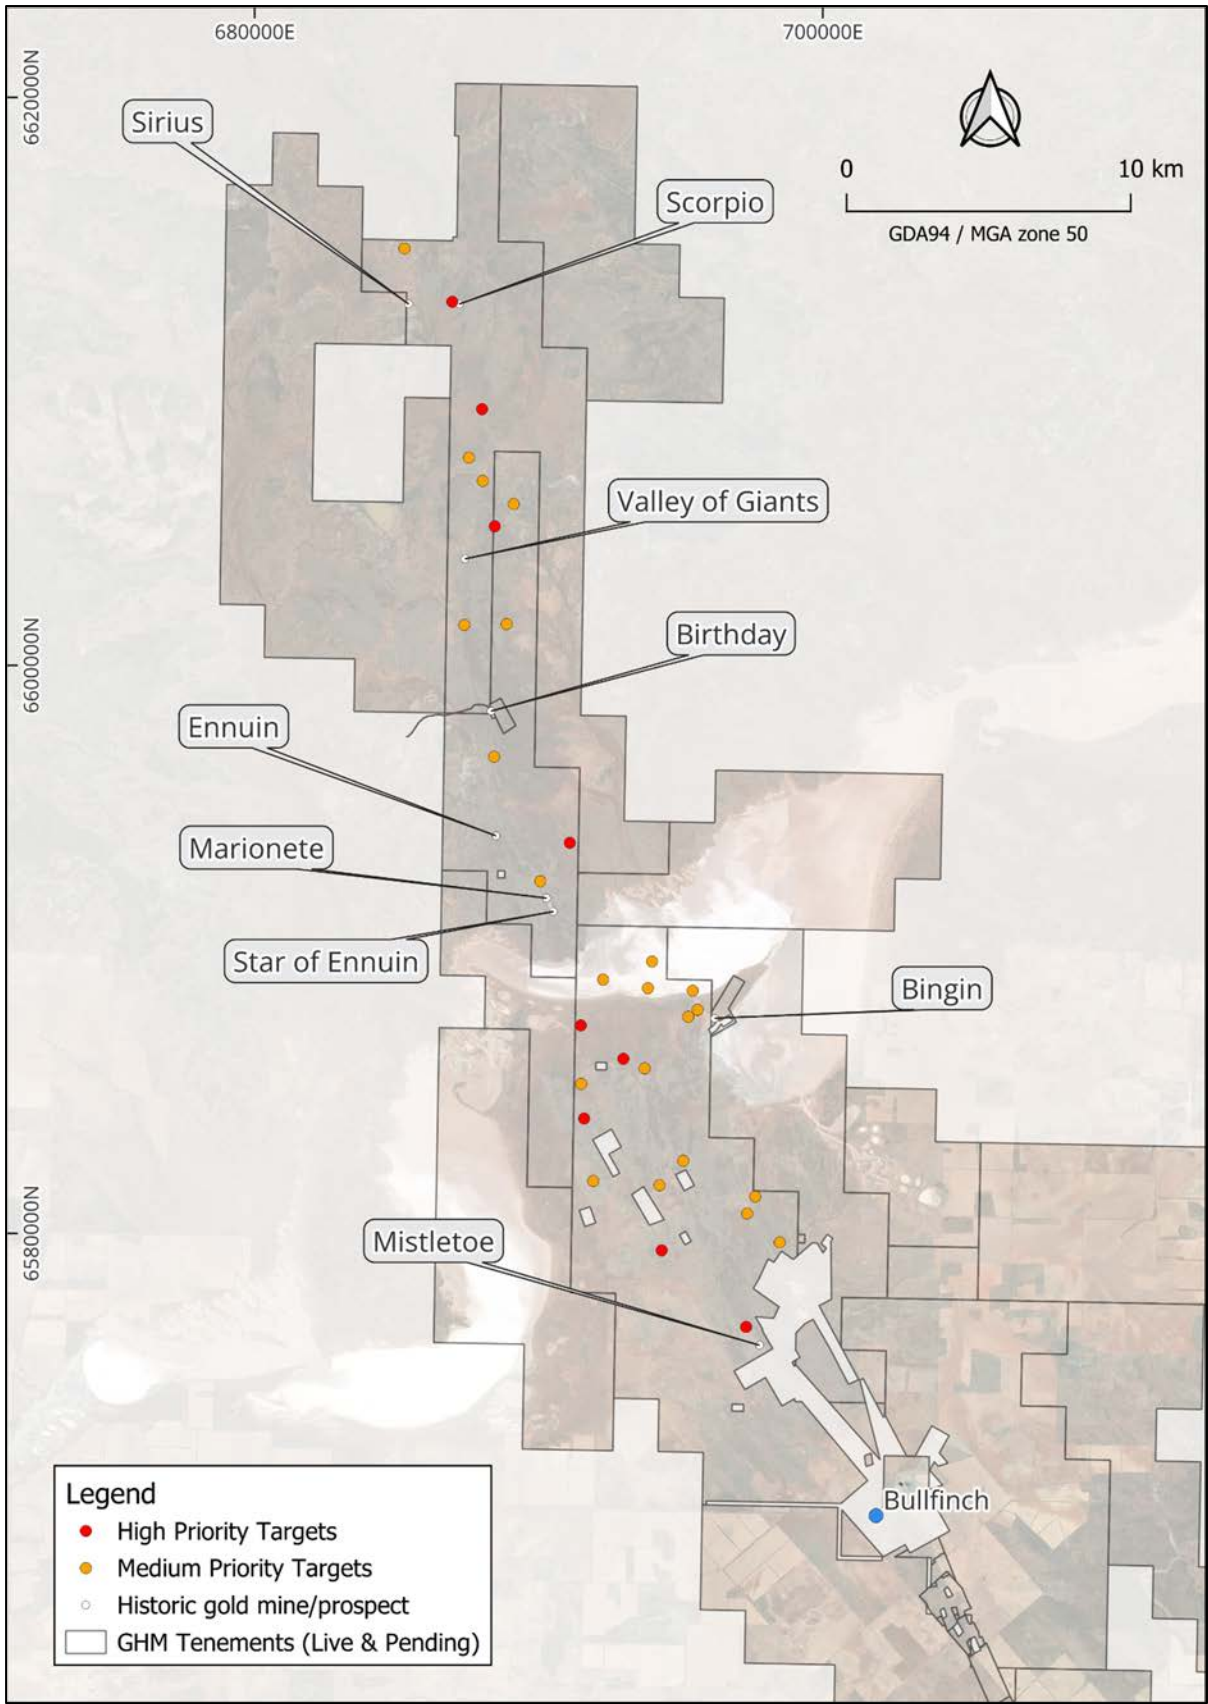 680000E
700000E
6620000N
Sirius
0
10 km
Scorpio
GDA94 / MGA zone 50
Valley of Giants
6600000N
Birthday
Ennuin
Marionete
Star of Ennuin
Bingin
6580000N
Mistletoe
Bullfinch
Legend
High Priority Targets
Medium Priority Targets
Historic gold mine/prospect
GHM Tenements (Live & Pending)